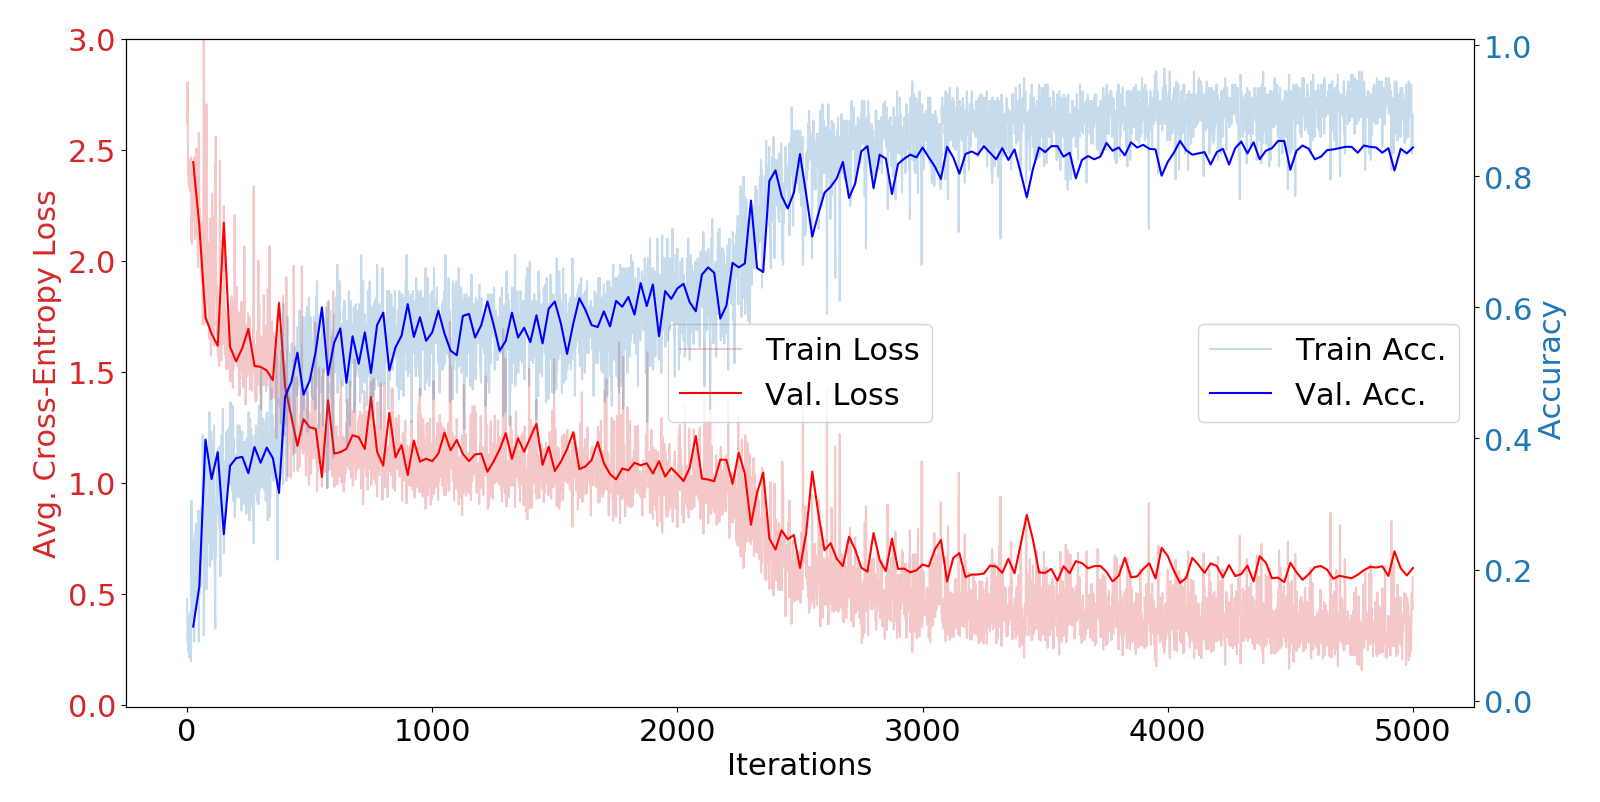 3.0
2.5
2.0
1.5
1.0
0.5
0.0
Avg. Cross-Entropy Loss
1.0
0.8
0.6
0.4
0.2
0.0
Accuracy
Train Loss
Val. Loss
Train Acc.
Val. Acc.
0 1000 2000 3000 4000 5000
Iterations